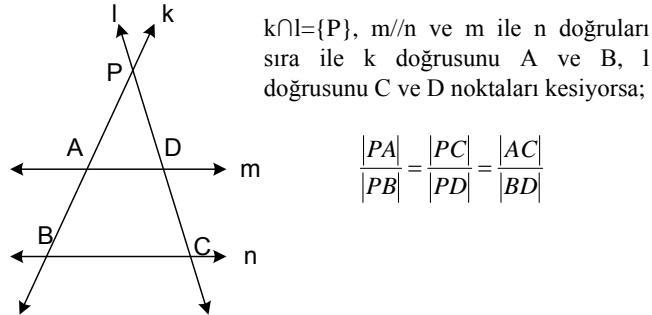 l k
k∩l={P}, m//n ve m ile n doğruları
sıra ile k doğrusunu A ve B, l
doğrusunu C ve D noktaları kesiyorsa;
P
A D
m
B C
n
|PA|/|PB| = |PC|/|PD| = |AC|/|BD|